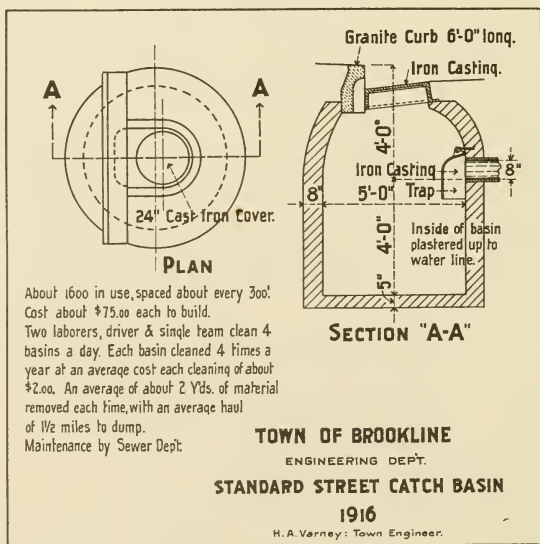 A
A
24" Cast Iron Cover.
PLAN
About 1600 in use, spaced about every 300'.
Cost about $75.00 each to build.
Two laborers, driver & single team clean 4
basins a day. Each basin cleaned 4 times a
year at an average cost each cleaning of about
$2.00. An average of about 2 Y'ds. of material
removed each time, with an average haul
of 1½ miles to dump.
Maintenance by Sewer Dep't.
Granite Curb 6'-0" long.
Iron Casting.
4'-0"
Iron Casting
Trap
8"
8"
5'-0"
4'-0"
5"
Inside of basin
plastered up to
water line.
SECTION "A-A"
TOWN OF BROOKLINE
ENGINEERING DEP'T.
STANDARD STREET CATCH BASIN
1916
H. A. Varney: Town Engineer.